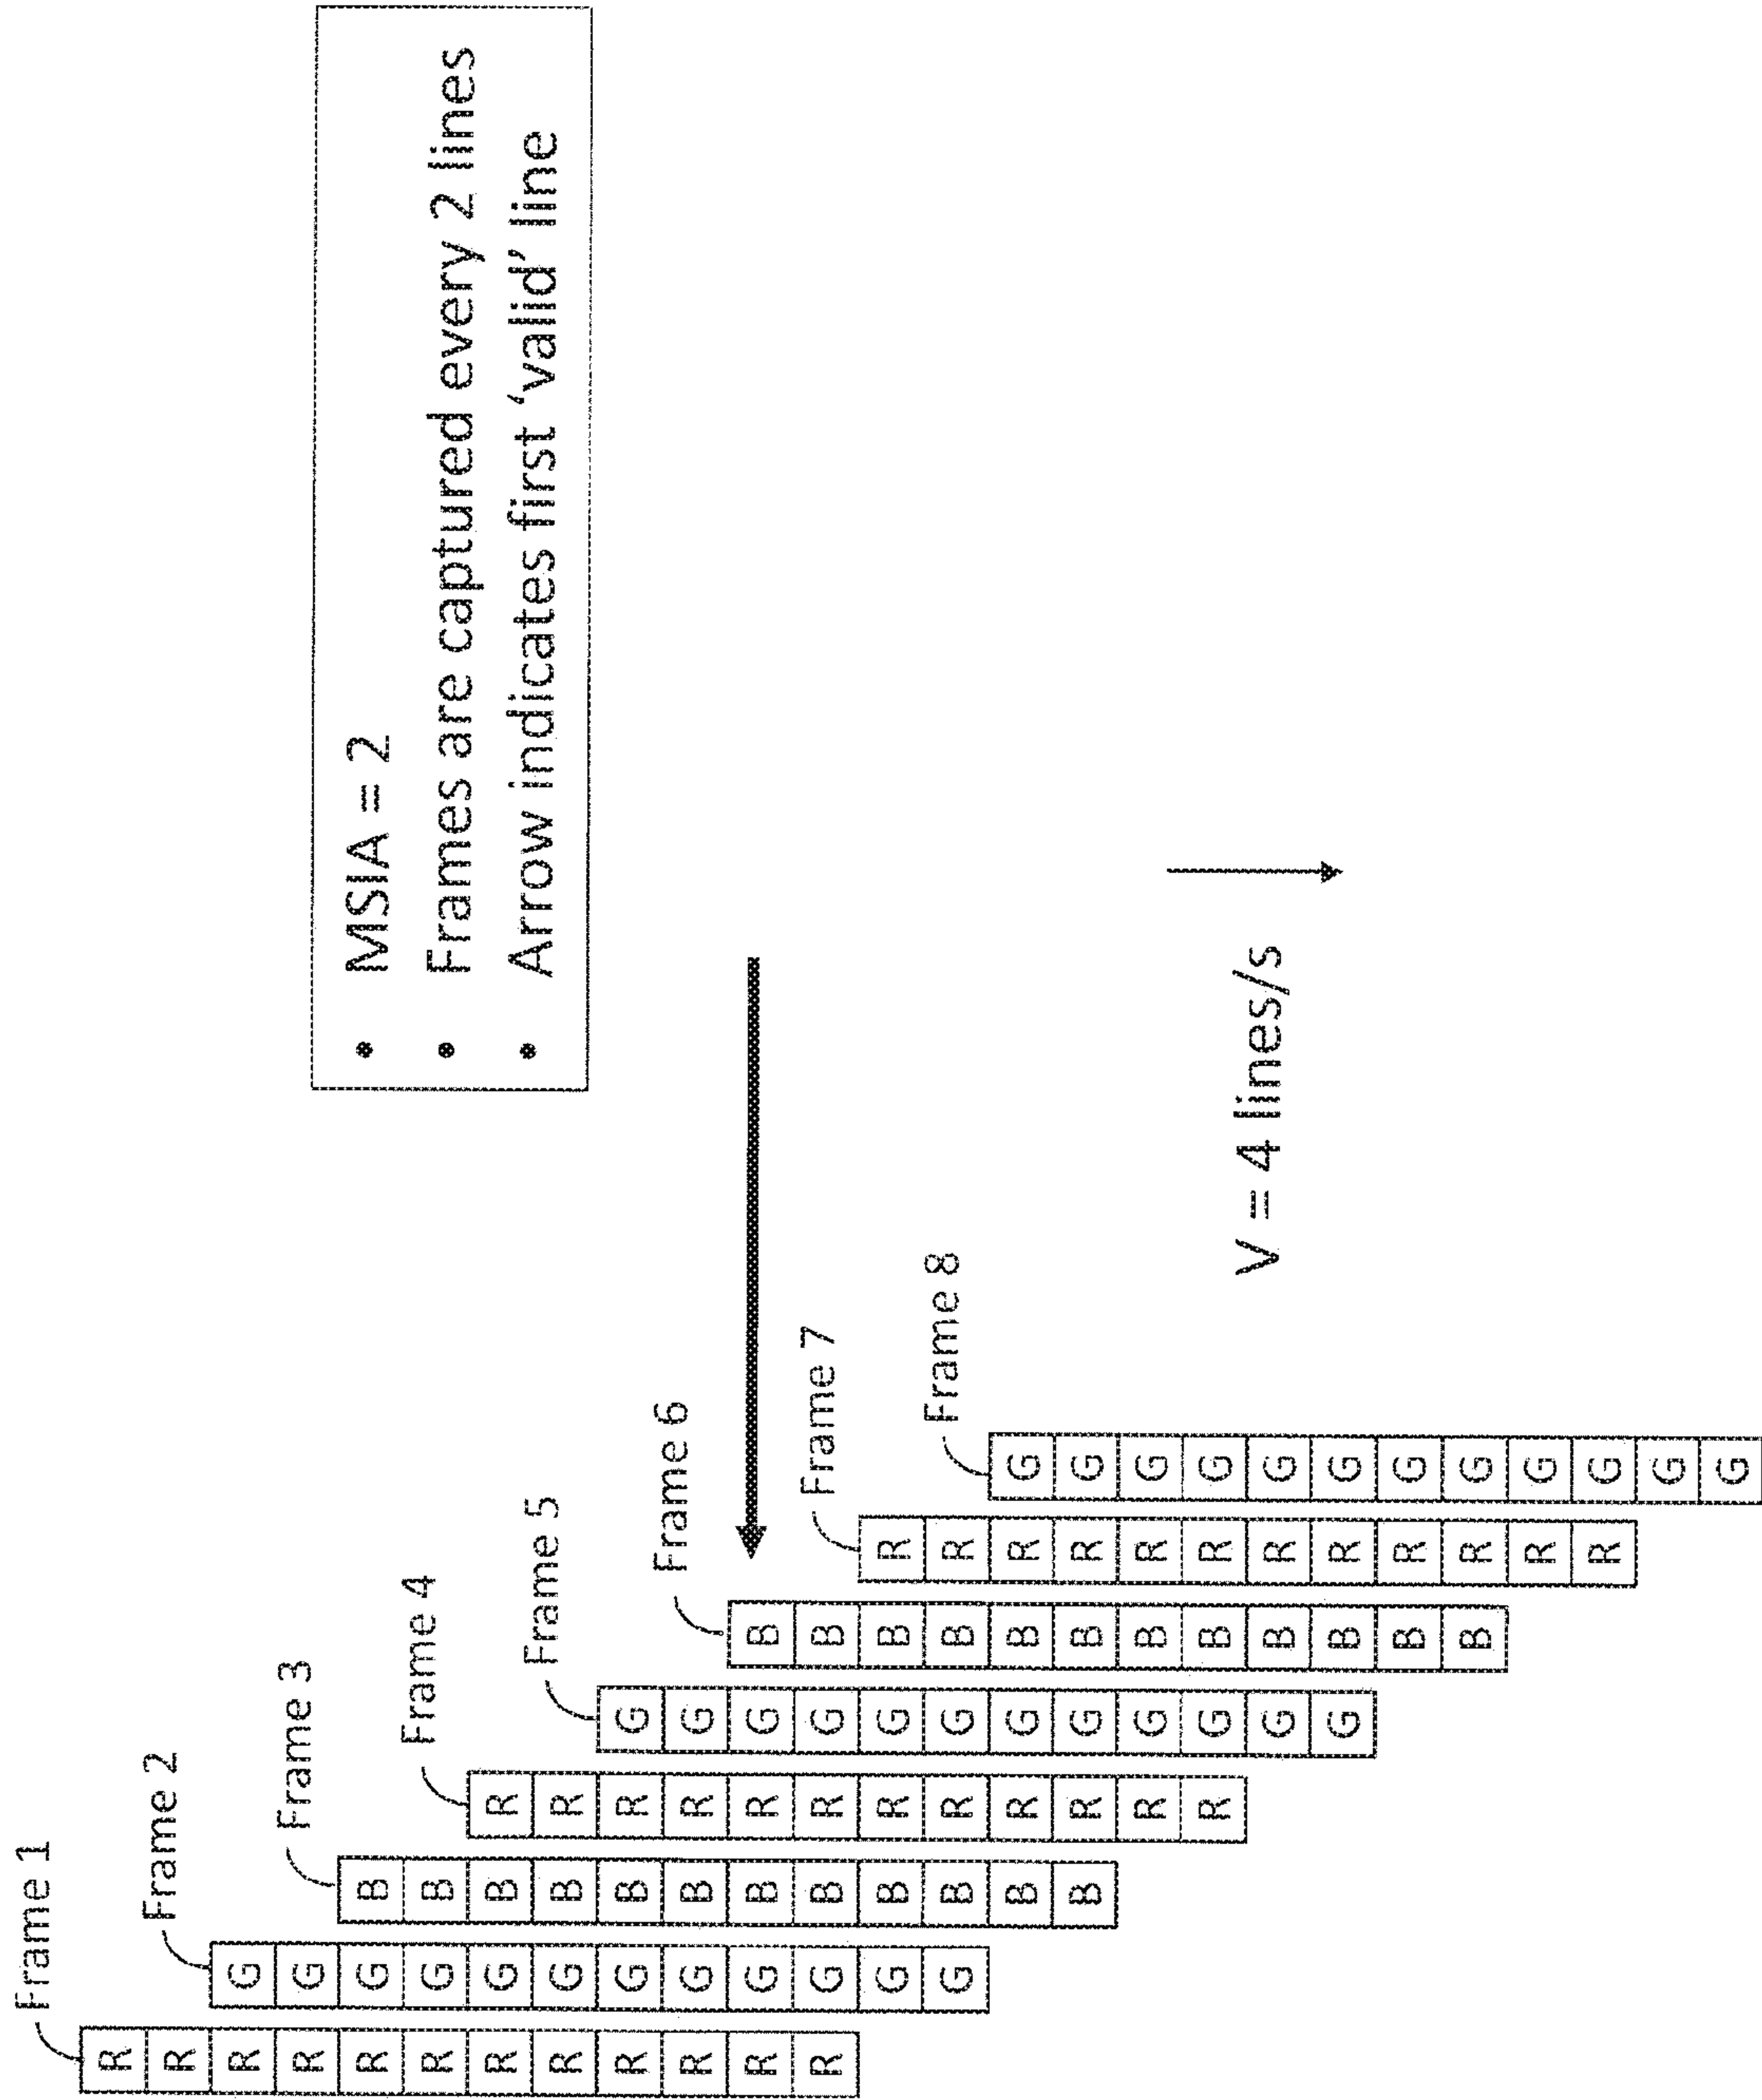 • MSIA = 2
• Frames are captured every 2 lines
• Arrow indicates first ‘valid’ line
Frame 1
R R R R R R R R R R R R
Frame 2
G G G G G G G G G G G G
Frame 3
B B B B B B B B B B B B
Frame 4
R R R R R R R R R R R R
Frame 5
G G G G G G G G G G G G
Frame 6
B B B B B B B B B B B B
Frame 7
R R R R R R R R R R R R
Frame 8
G G G G G G G G G G G G
V = 4 lines/s